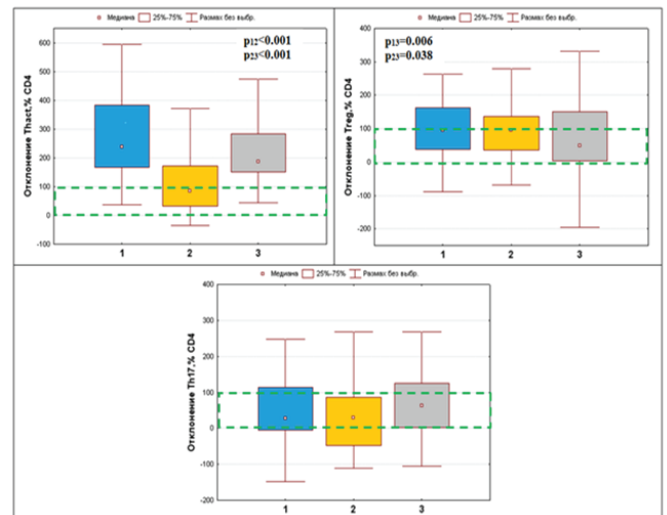 Медиана 25%-75% Размах без выбр.
p12<0.001
p23<0.001
Отклонение Thact,% CD4
600
500
400
300
200
100
0
-100
1 2 3
Медиана 25%-75% Размах без выбр.
p13=0.006
p23=0.038
Отклонение Treg,% CD4
400
300
200
100
0
-100
-200
1 2 3
Медиана 25%-75% Размах без выбр.
Отклонение Th17,% CD4
400
300
200
100
0
-100
-200
1 2 3